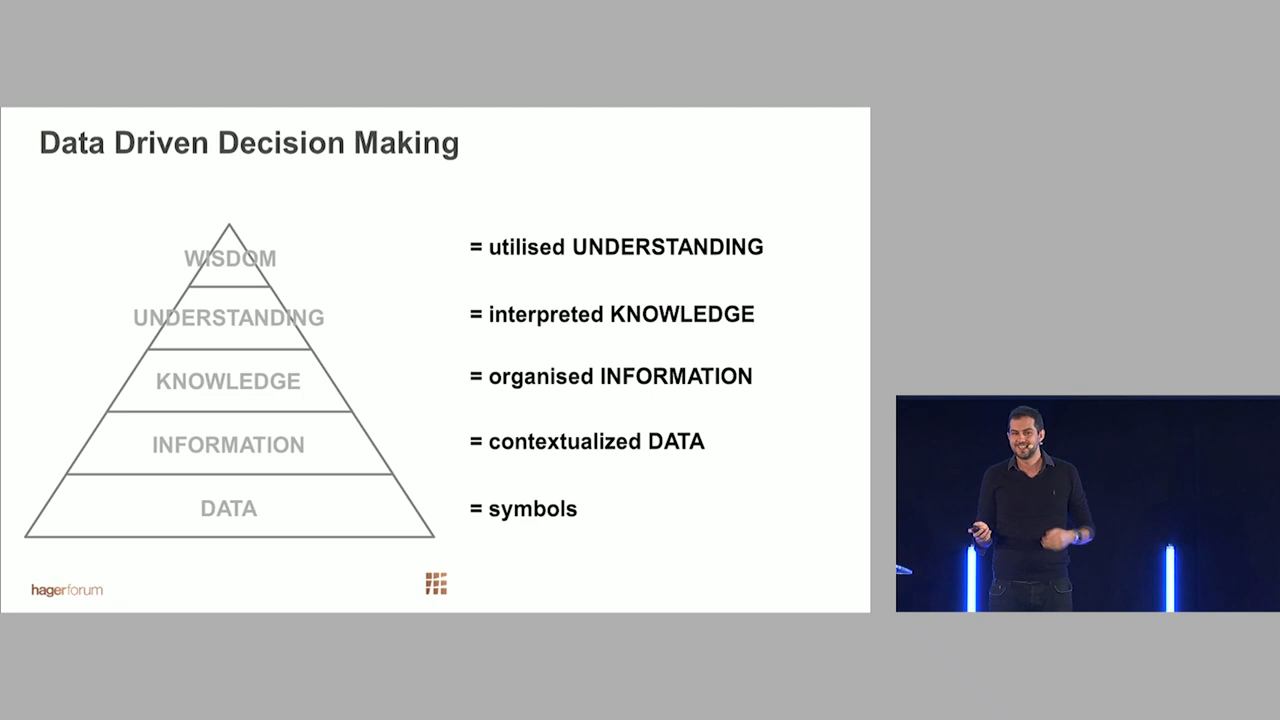 Data Driven Decision Making
WISDOM
= utilised UNDERSTANDING
UNDERSTANDING
= interpreted KNOWLEDGE
KNOWLEDGE
= organised INFORMATION
INFORMATION
= contextualized DATA
DATA
= symbols
hagerforum